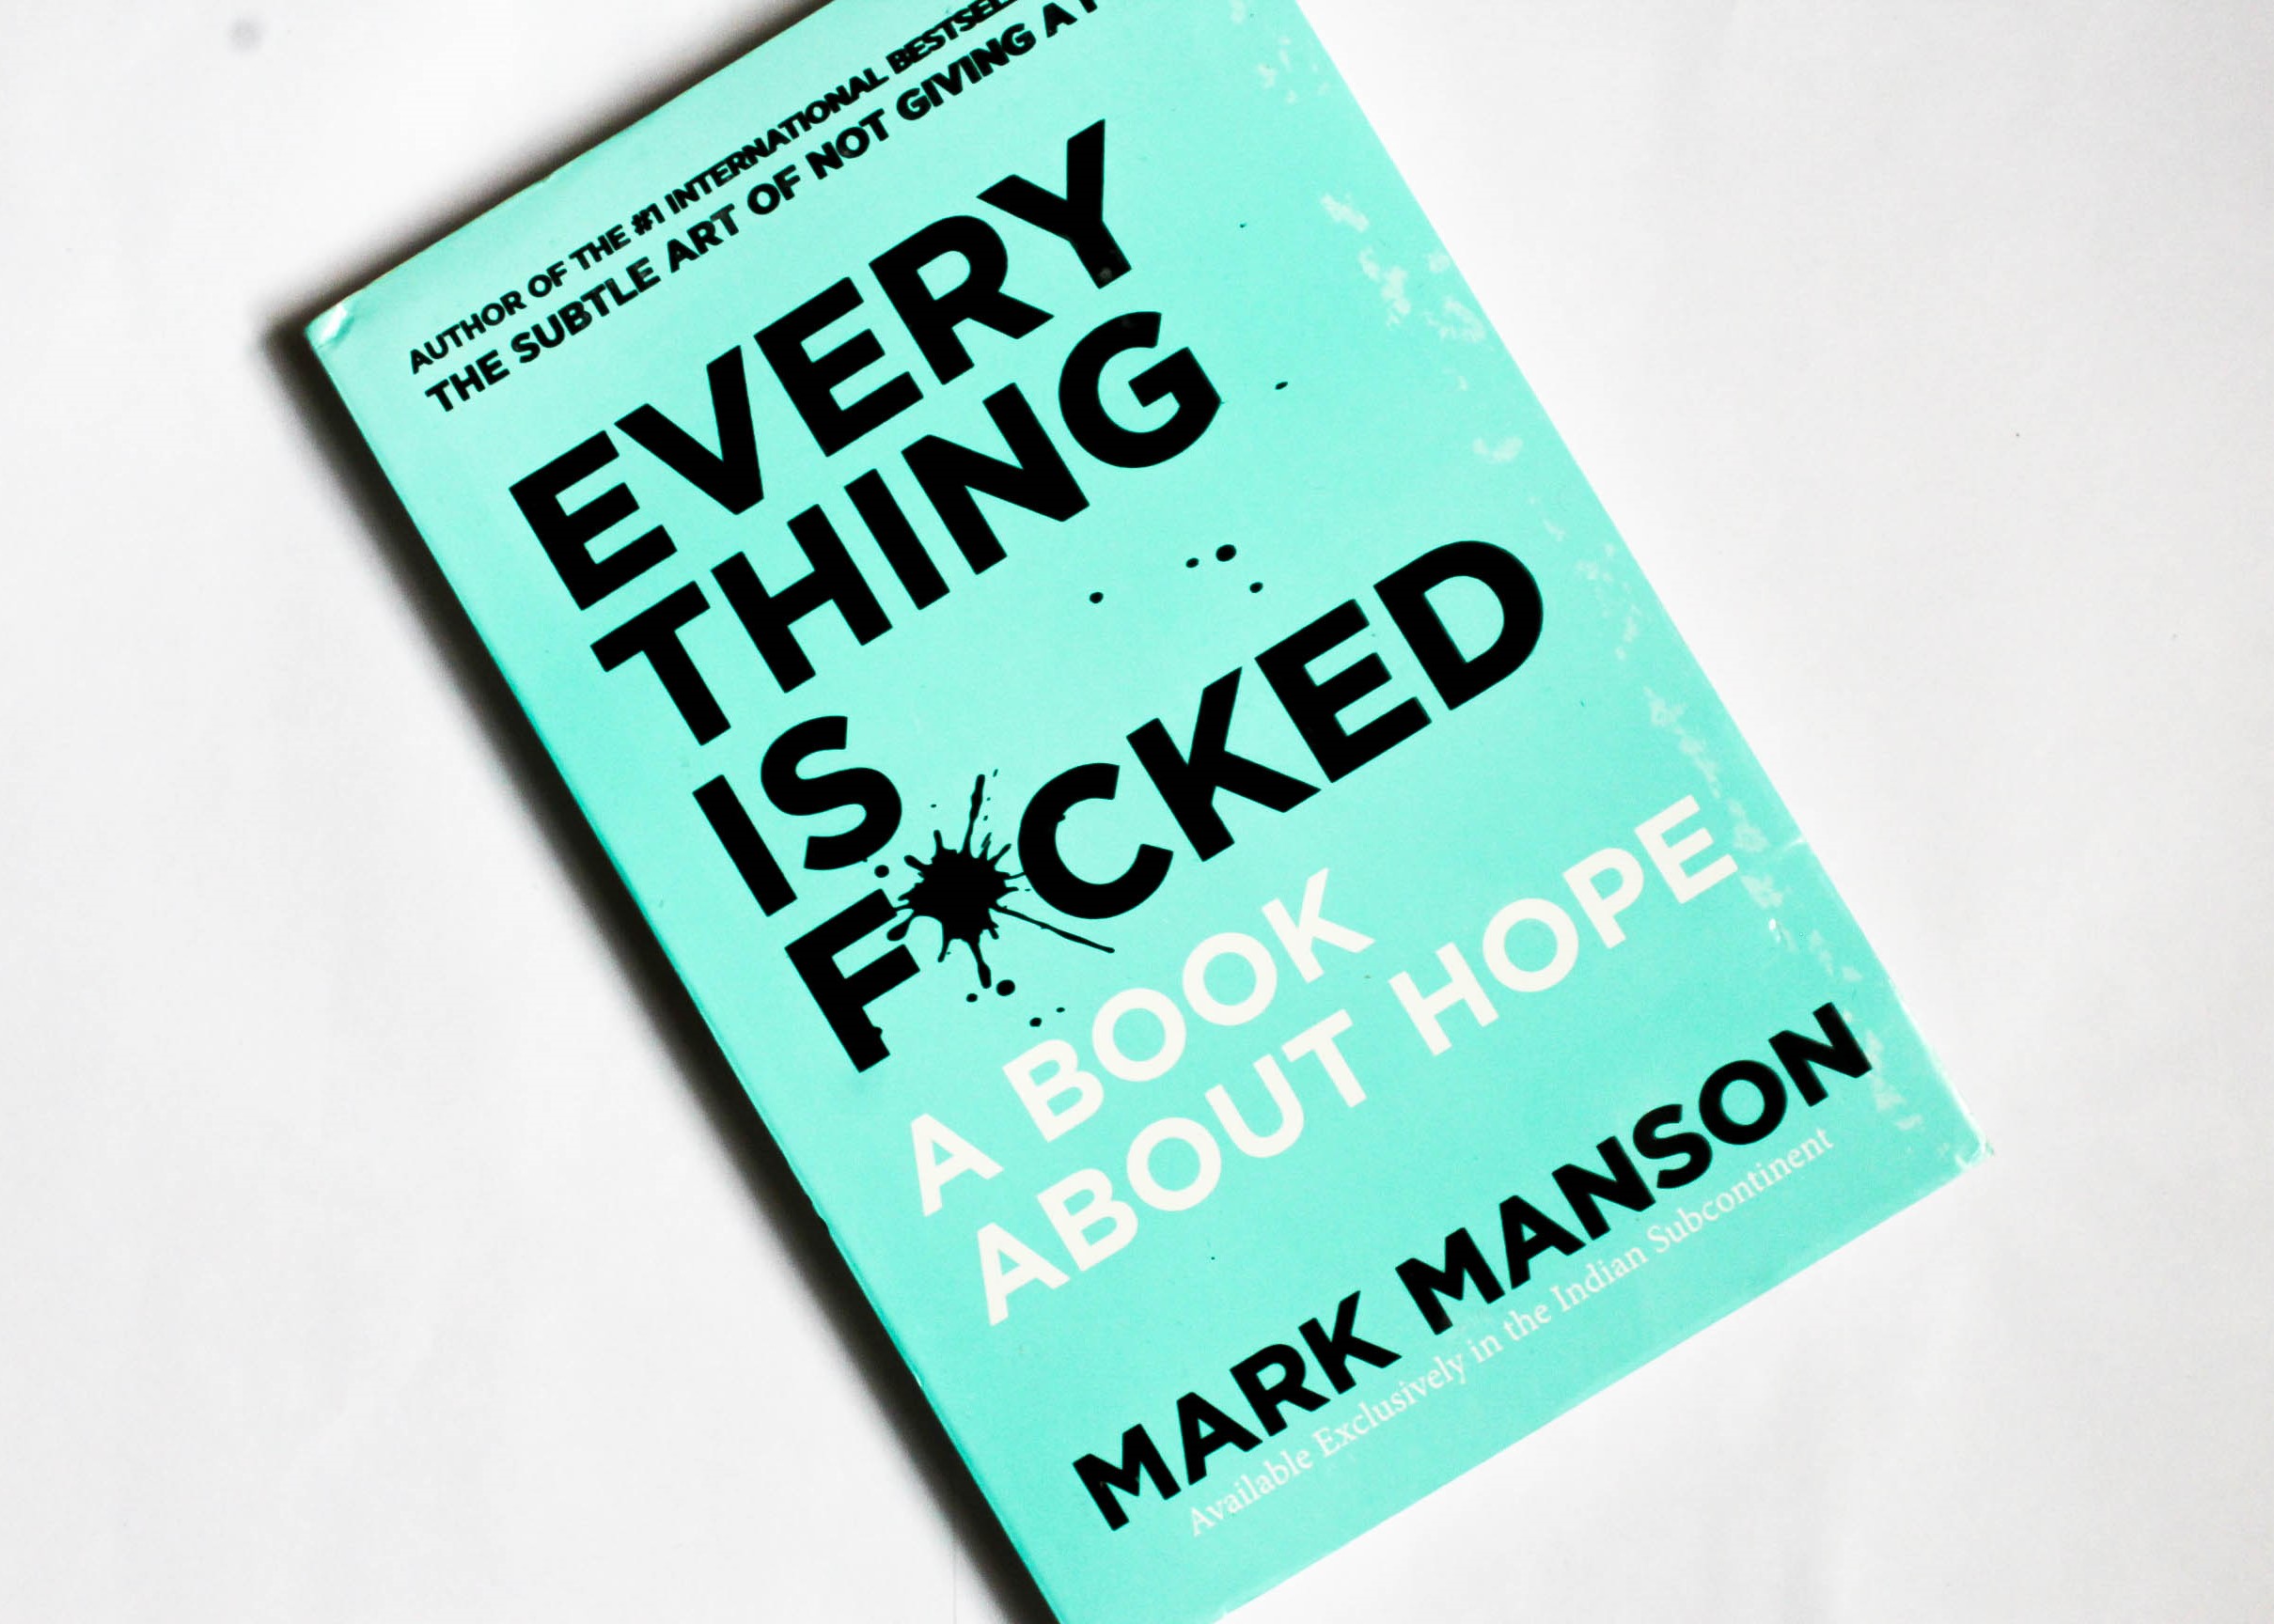 AUTHOR OF THE #1 INTERNATIONAL
THE SUBTLE ART OF NOT GIVING A
EVERY
THING
IS
F*CKED
A BOOK
ABOUT HOPE
MARK MANSON
Available Exclusively in the Indian Subcontinent